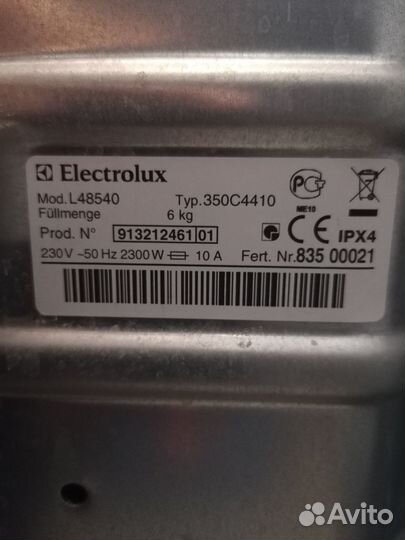 Electrolux
Mod.L48540 Typ.350C4410
Füllmenge 6 kg
ME10
Prod. N° 913212461 01
IPX4
230 V ~50 Hz 2300 W 10 A Fert. Nr.835 00021
Avito